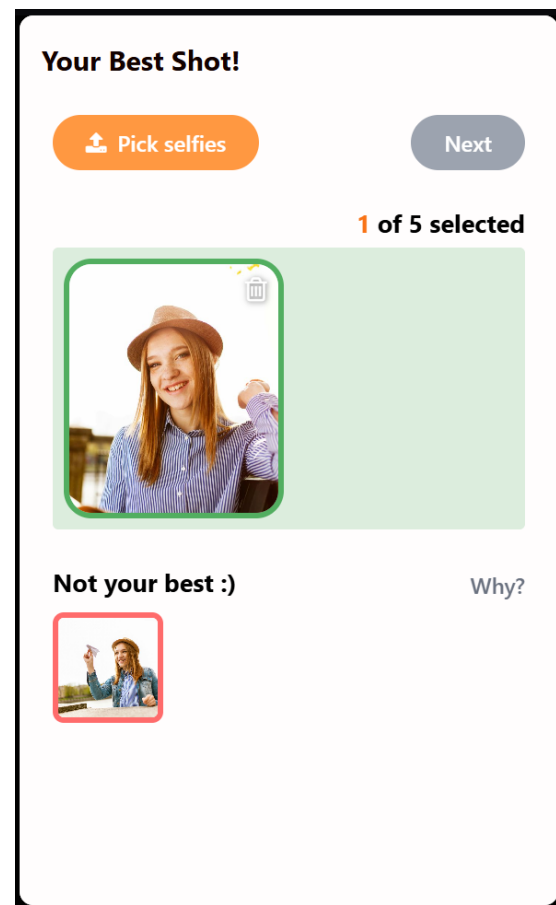 Your Best Shot!
Pick selfies
Next
1 of 5 selected
Not your best :)
Why?